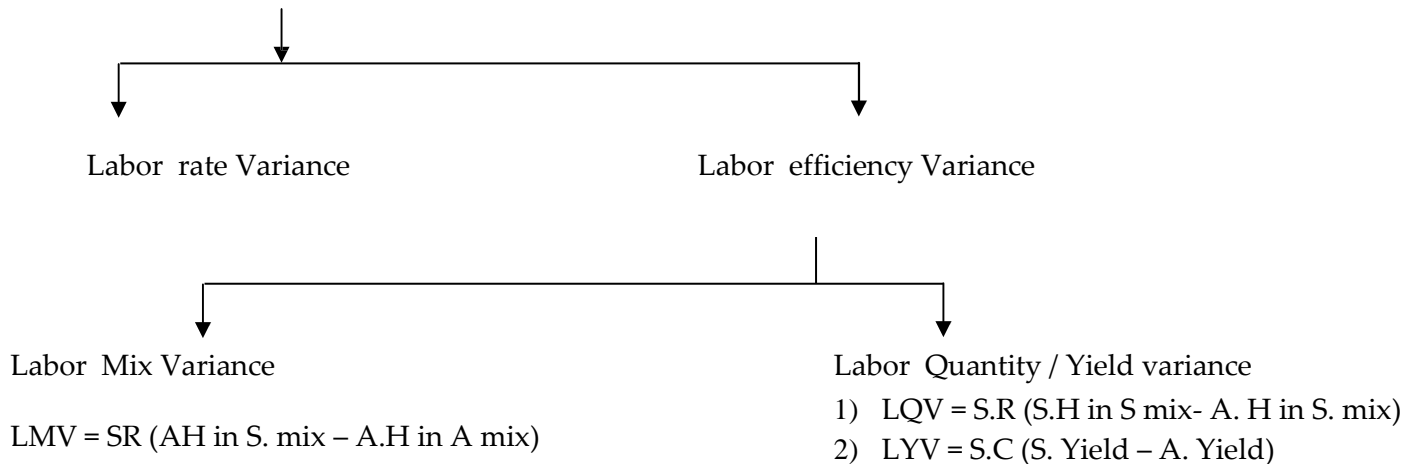 Labor rate Variance
Labor efficiency Variance
Labor Mix Variance
LMV = SR (AH in S. mix – A.H in A mix)
Labor Quantity / Yield variance
1) LQV = S.R (S.H in S mix- A. H in S. mix)
2) LYV = S.C (S. Yield – A. Yield)